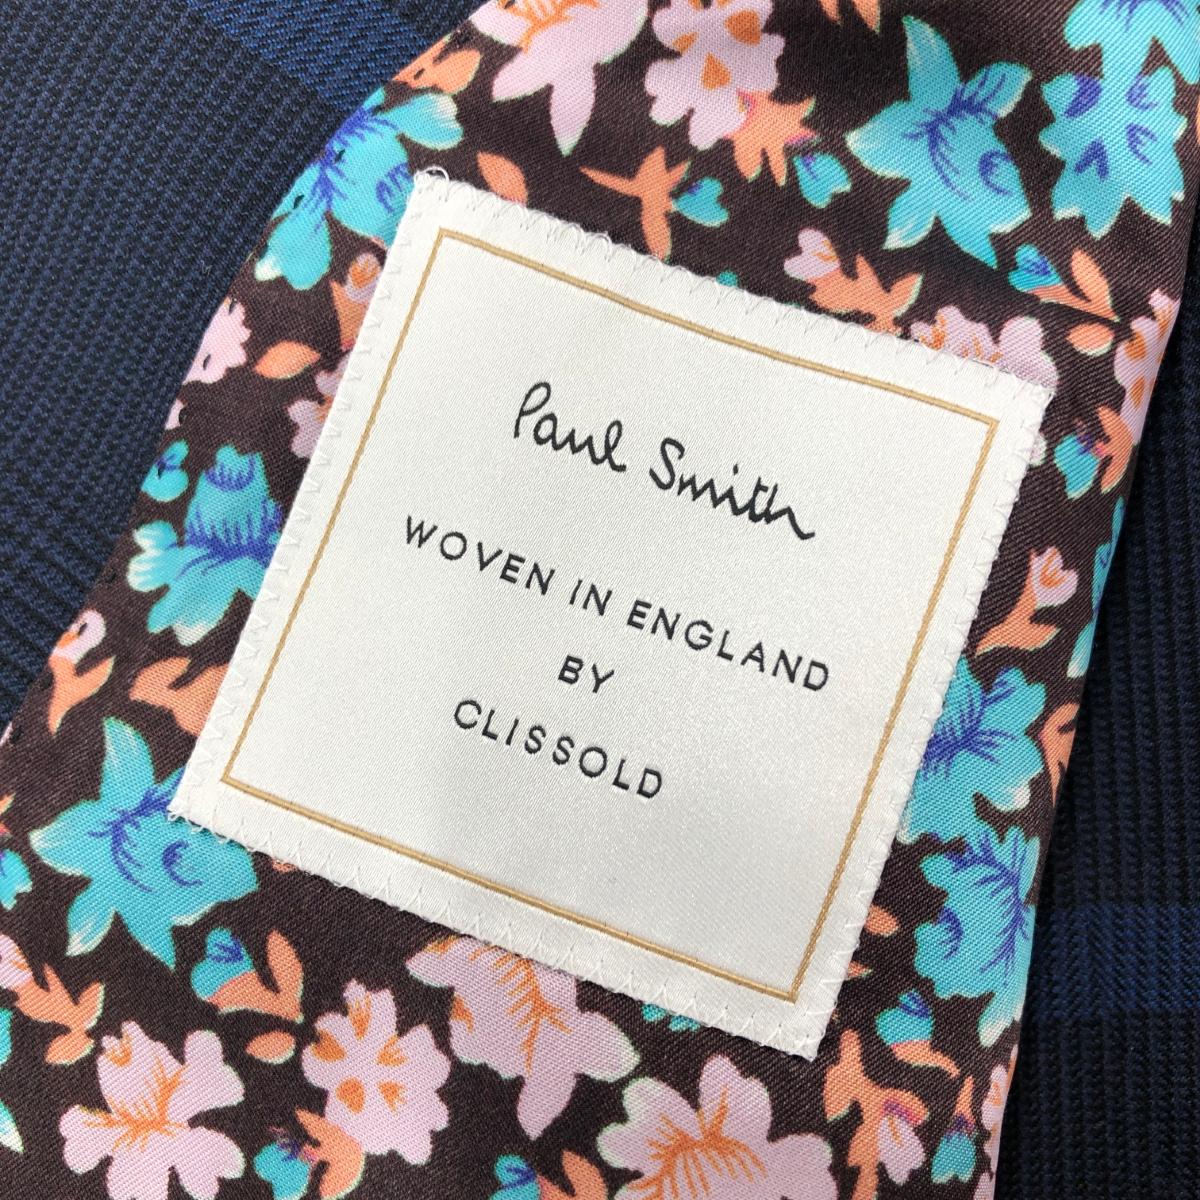 Paul Smith
WOVEN IN ENGLAND
BY
CLISSOLD